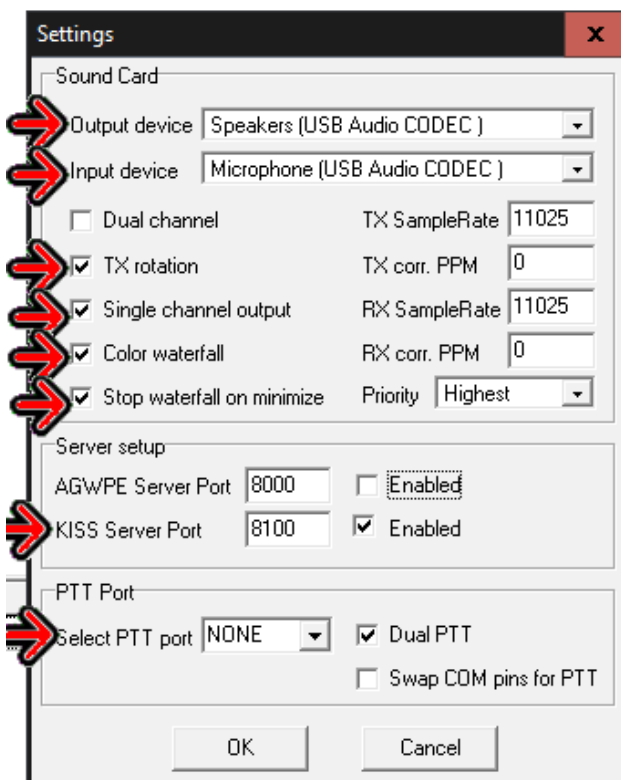 Settings
x
Sound Card
Output device Speakers (USB Audio CODEC )
Input device Microphone (USB Audio CODEC )
Dual channel TX SampleRate 11025
TX rotation TX corr. PPM 0
Single channel output RX SampleRate 11025
Color waterfall RX corr. PPM 0
Stop waterfall on minimize Priority Highest
Server setup
AGWPE Server Port 8000 Enabled
KISS Server Port 8100 Enabled
PTT Port
Select PTT port NONE Dual PTT
Swap COM pins for PTT
OK Cancel